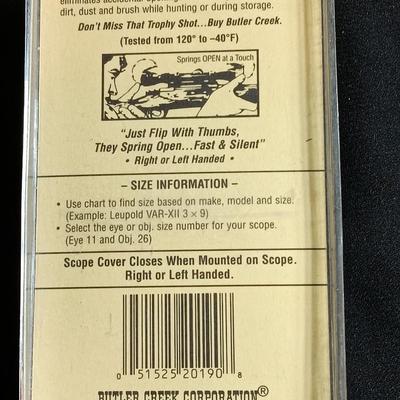 eliminates accidental
dirt, dust and brush while hunting or during storage.
Don't Miss That Trophy Shot...Buy Butler Creek.
(Tested from 120° to –40°F)
Springs OPEN at a Touch
"Just Flip With Thumbs,
They Spring Open...Fast & Silent"
• Right or Left Handed •
– SIZE INFORMATION –
• Use chart to find size based on make, model and size.
(Example: Leupold VAR-XII 3 × 9)
• Select the eye or obj. size number for your scope.
(Eye 11 and Obj. 26)
Scope Cover Closes When Mounted on Scope.
Right or Left Handed.
0 51525 20190 8
BUTLER CREEK CORPORATION®